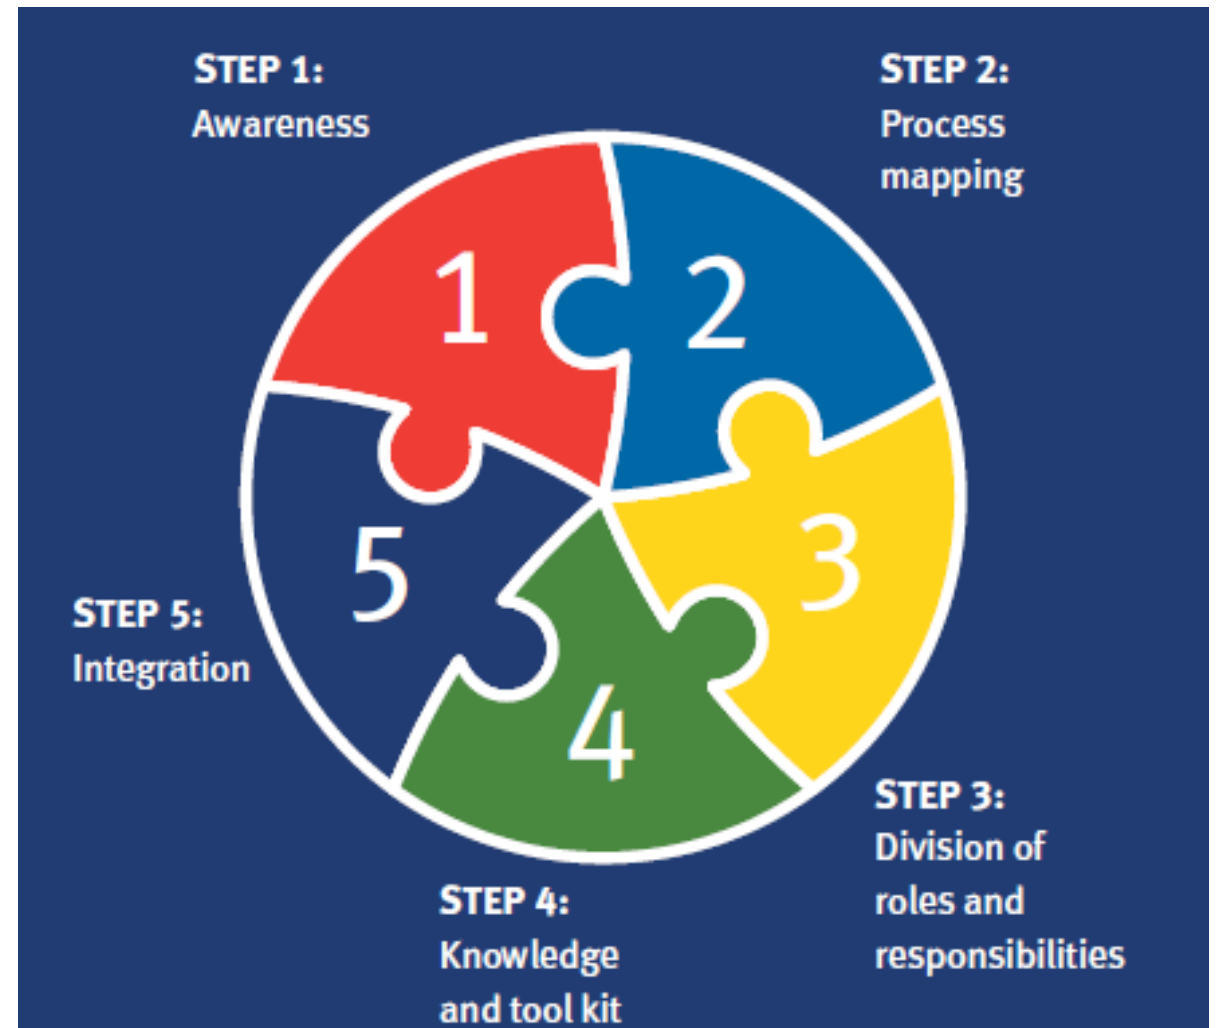 STEP 1:
Awareness
STEP 2:
Process
mapping
1
2
3
4
5
STEP 3:
Division of
roles and
responsibilities
STEP 4:
Knowledge
and tool kit
STEP 5:
Integration